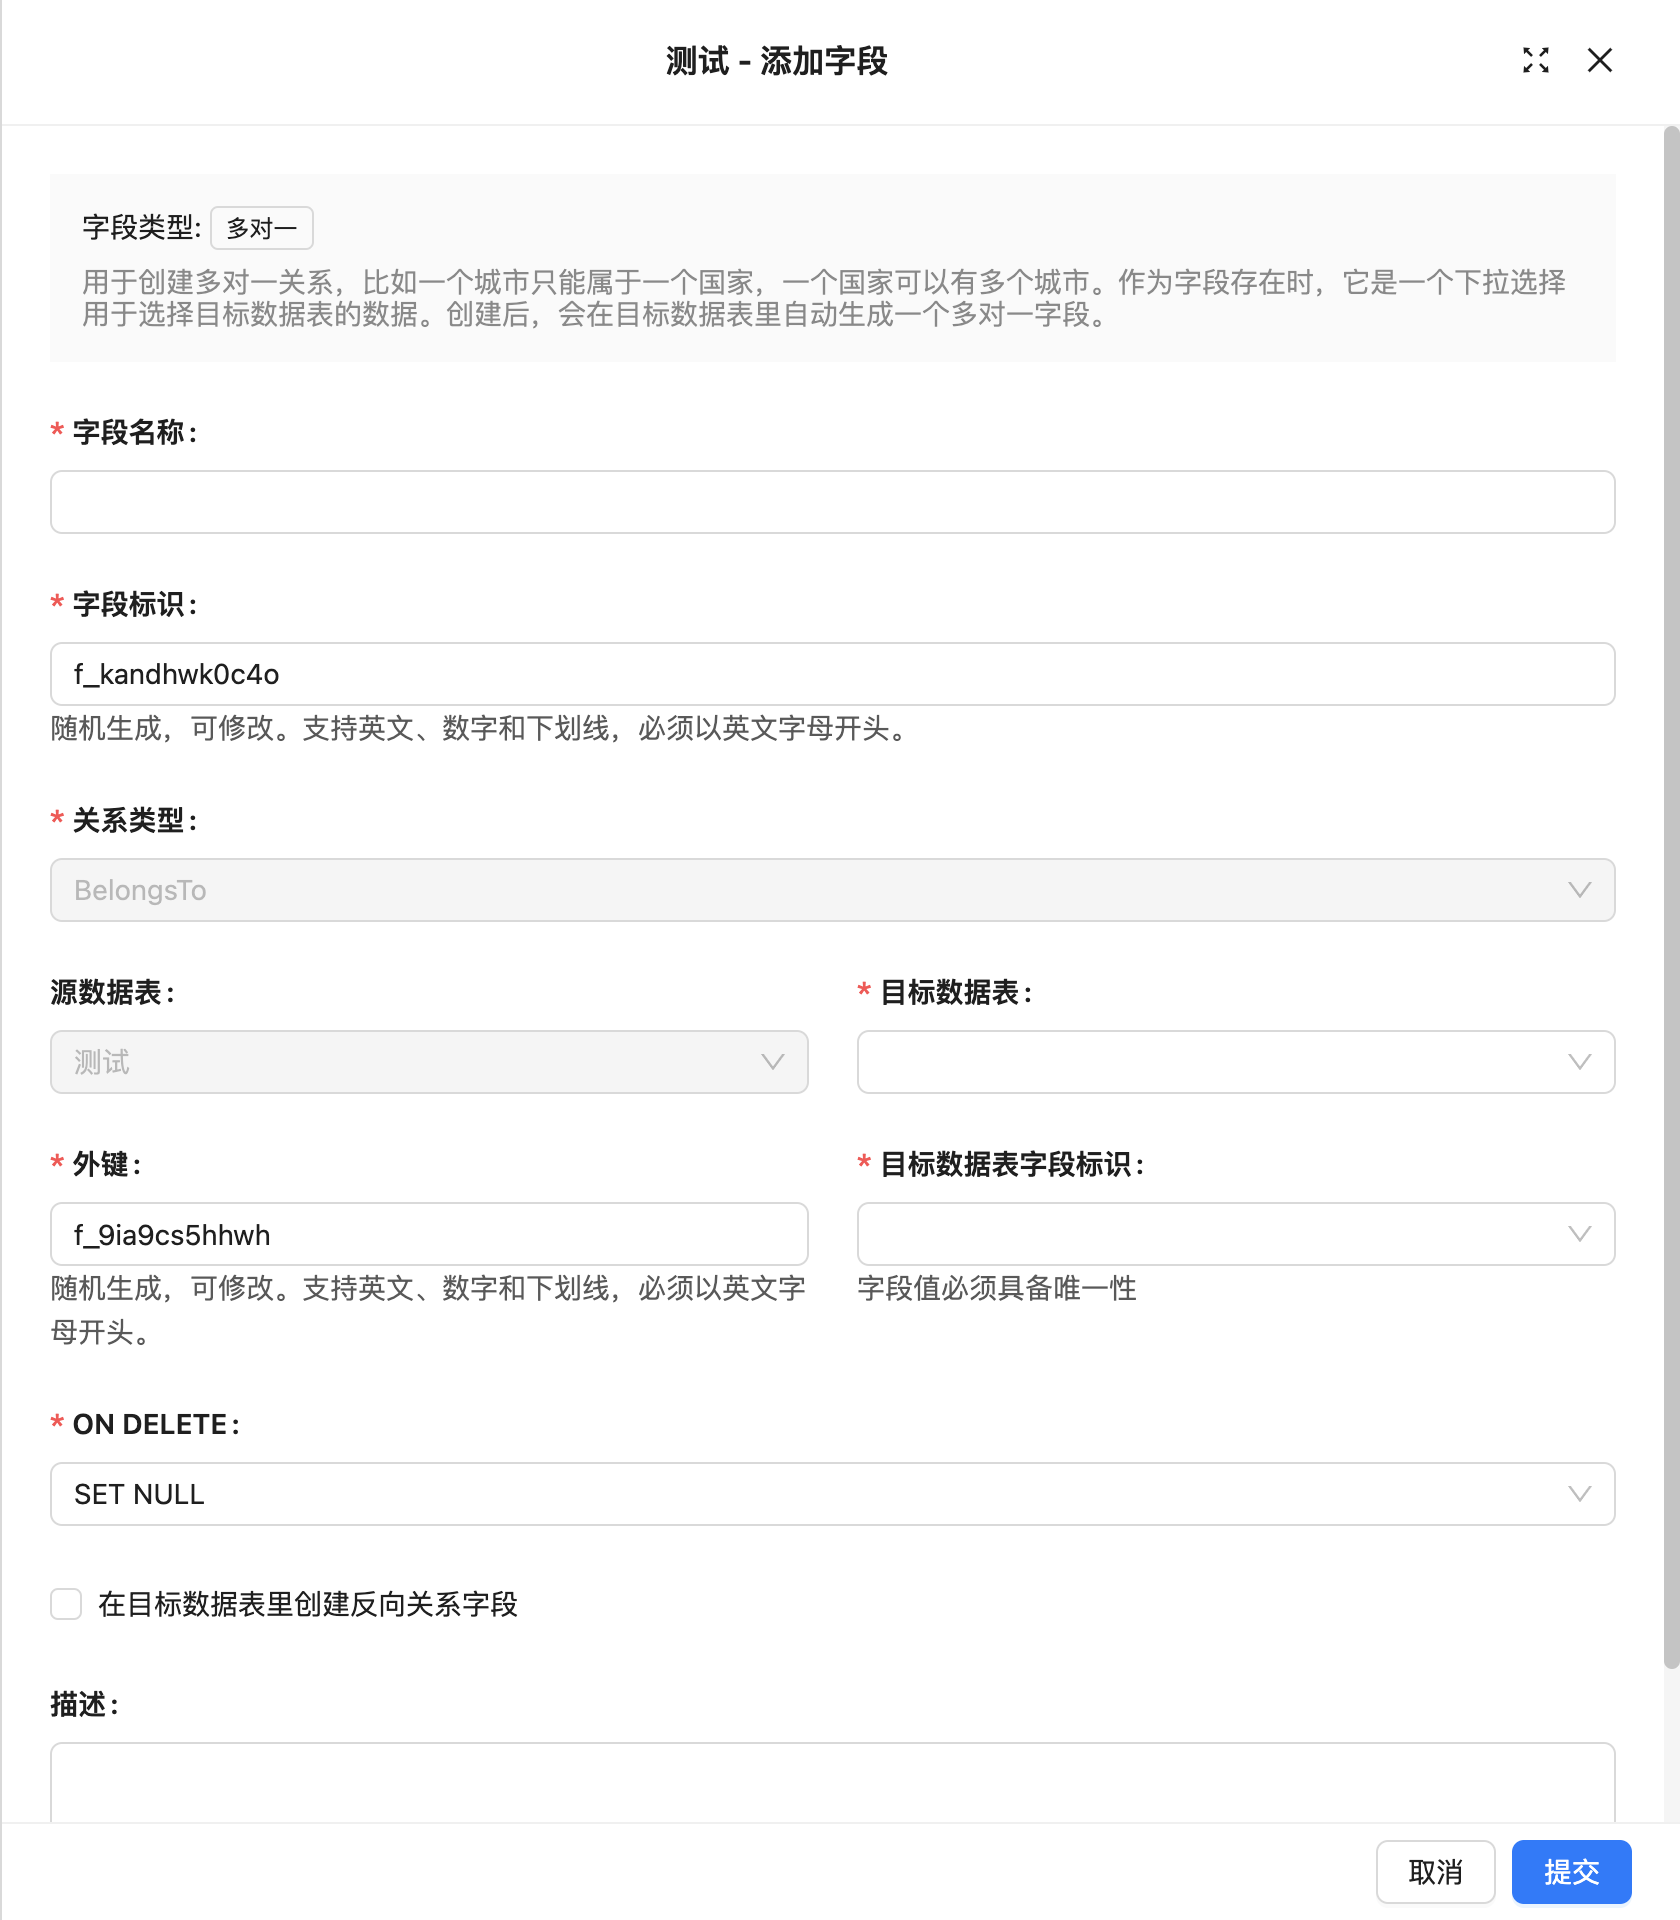 测试 - 添加字段
字段类型: 多对一
用于创建多对一关系，比如一个城市只能属于一个国家，一个国家可以有多个城市。作为字段存在时，它是一个下拉选择
用于选择目标数据表的数据。创建后，会在目标数据表里自动生成一个多对一字段。
* 字段名称:
* 字段标识:
f_kandhwk0c4o
随机生成，可修改。支持英文、数字和下划线，必须以英文字母开头。
* 关系类型:
BelongsTo
源数据表:
测试
* 目标数据表:
* 外键:
f_9ia9cs5hhwh
随机生成，可修改。支持英文、数字和下划线，必须以英文字
母开头。
* 目标数据表字段标识:
字段值必须具备唯一性
* ON DELETE:
SET NULL
在目标数据表里创建反向关系字段
描述:
取消
提交